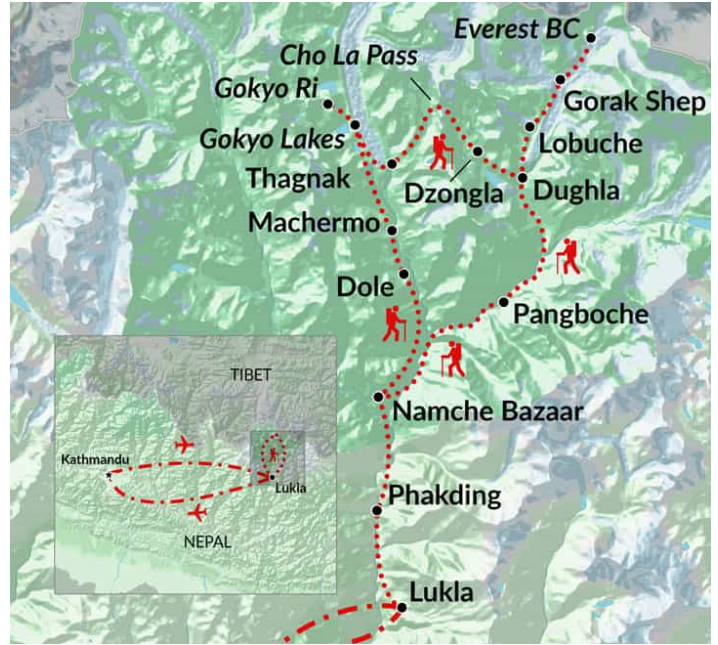 Everest BC
Cho La Pass
Gokyo Ri
Gorak Shep
Gokyo Lakes
Lobuche
Thagnak
Dzongla
Dughla
Machermo
Dole
Pangboche
TIBET
Namche Bazaar
Kathmandu
Lukla
Phakding
NEPAL
Lukla